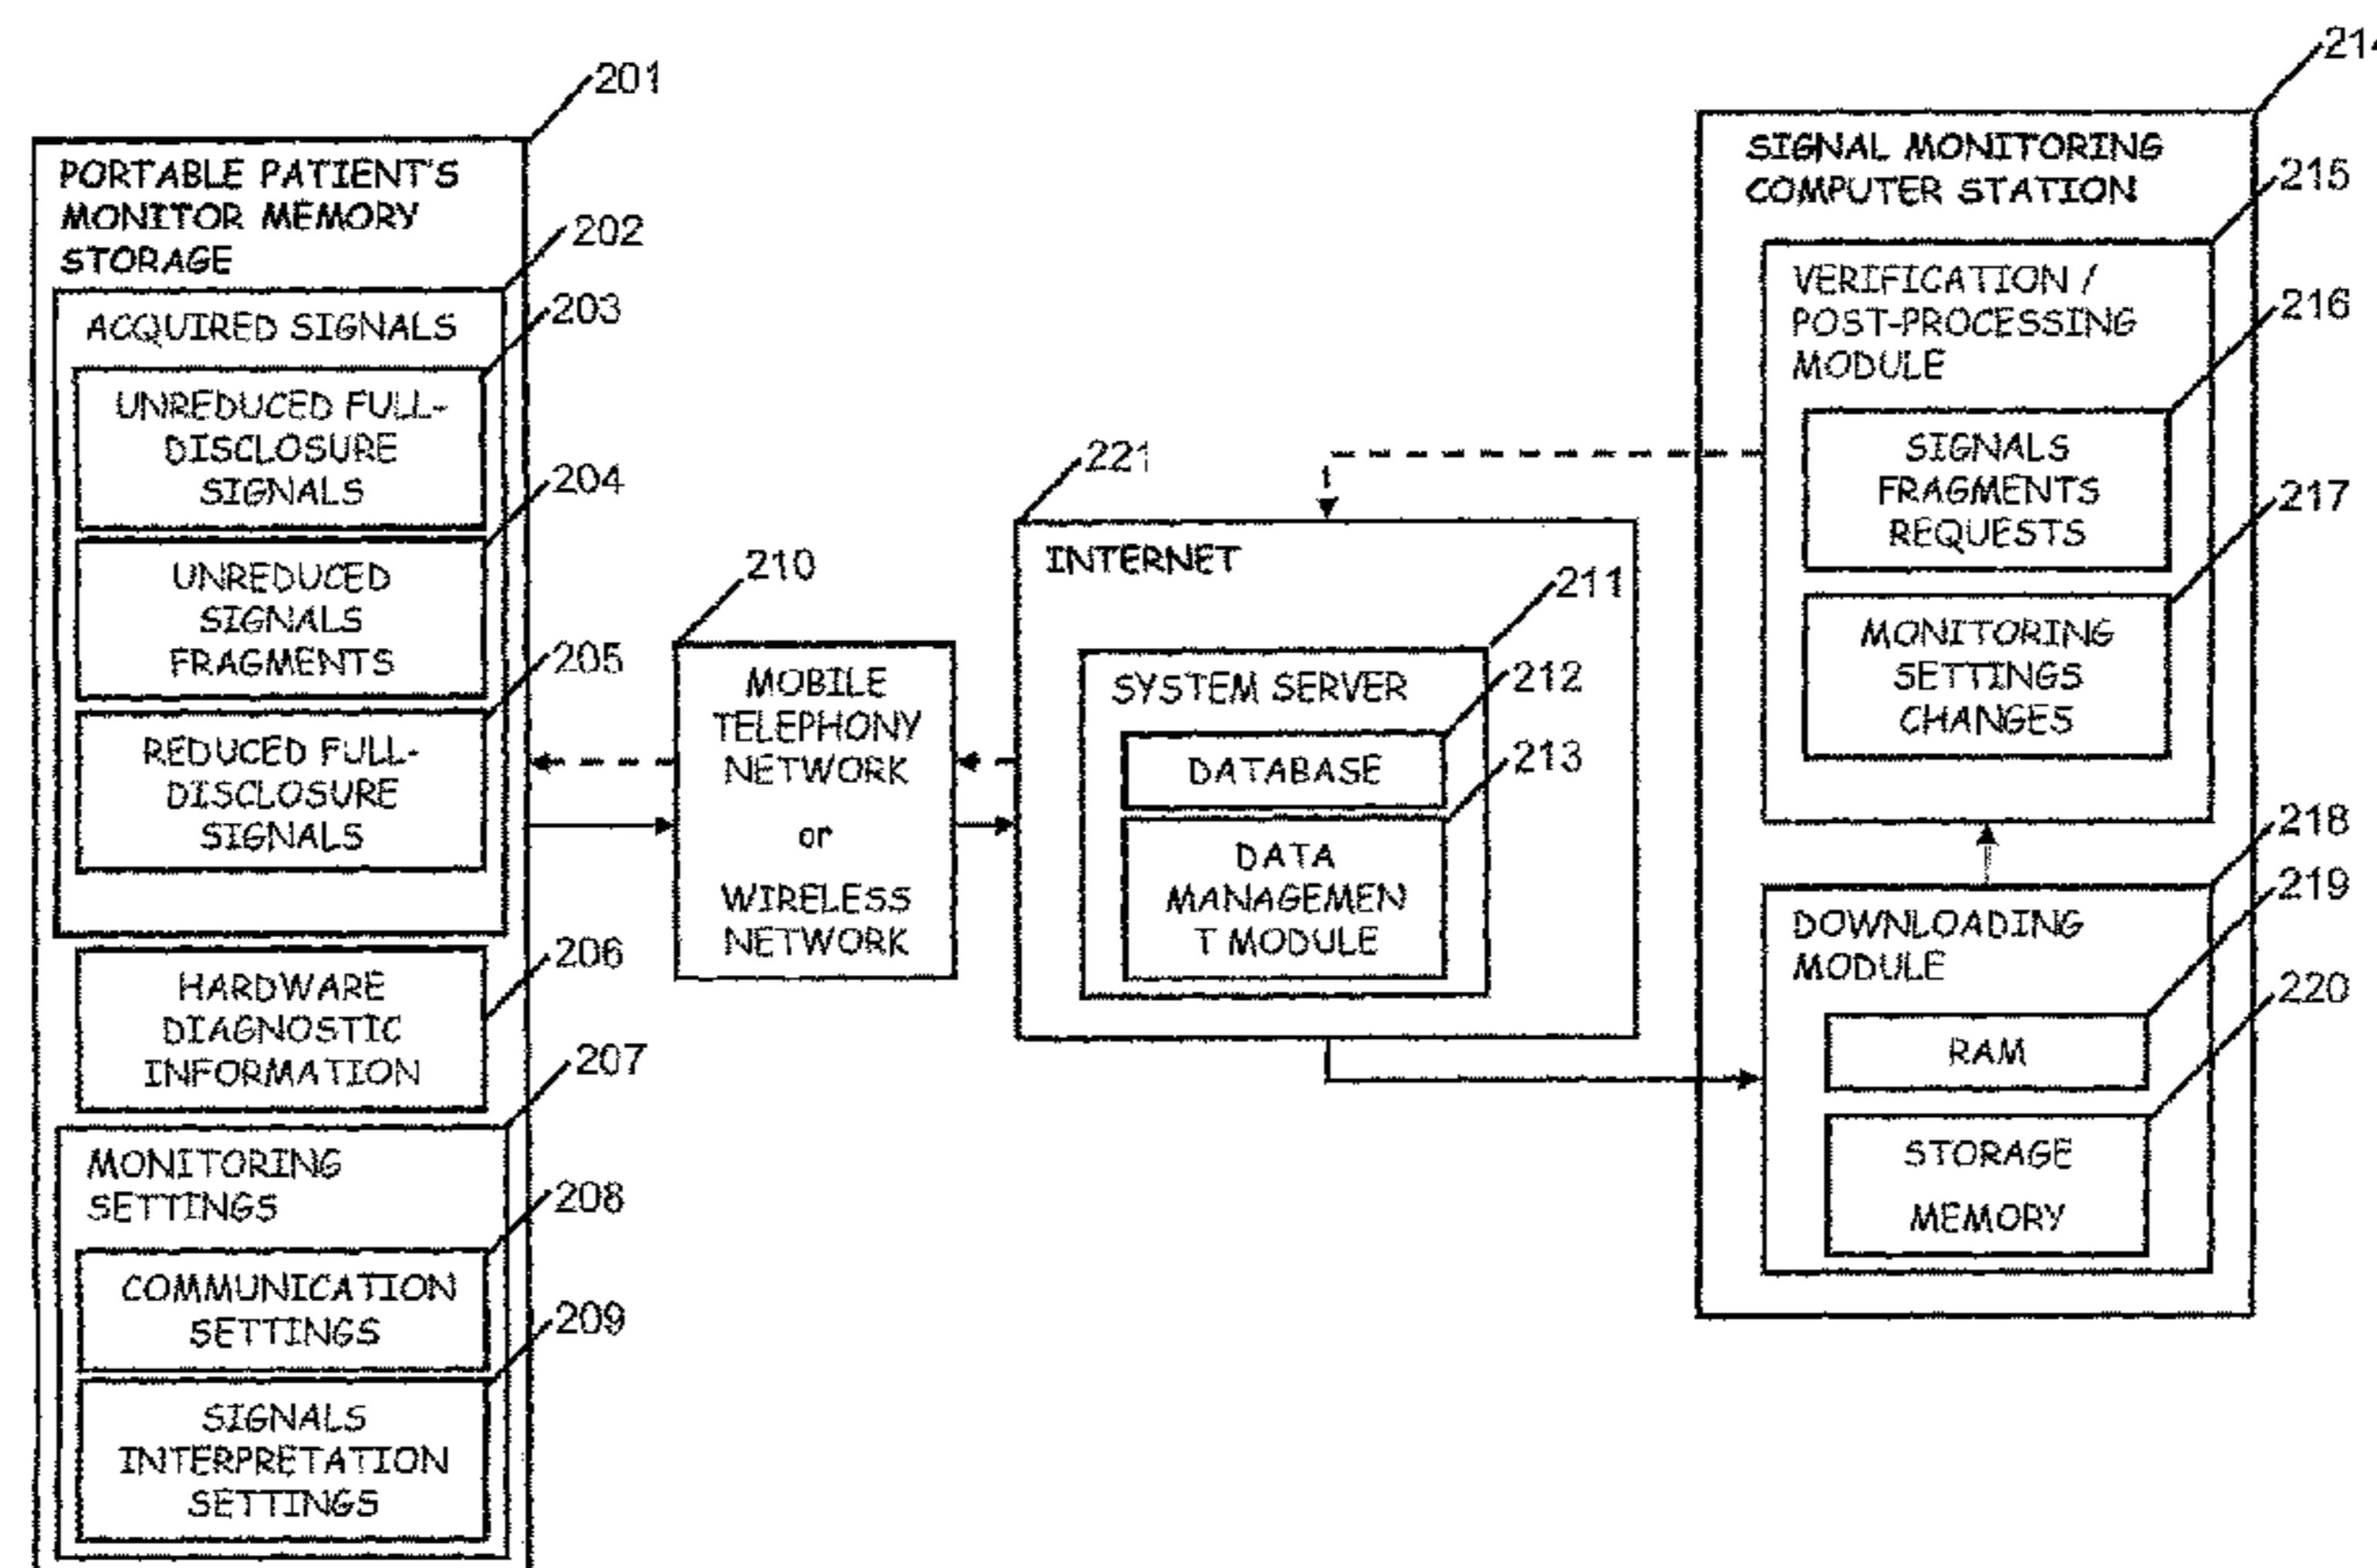 201
PORTABLE PATIENT'S
MONITOR MEMORY
STORAGE
202
ACQUIRED SIGNALS
203
UNREDUCED FULL-
DISCLOSURE
SIGNALS
204
UNREDUCED
SIGNALS
FRAGMENTS
205
REDUCED FULL-
DISCLOSURE
SIGNALS
206
HARDWARE
DIAGNOSTIC
INFORMATION
207
MONITORING
SETTINGS
208
COMMUNICATION
SETTINGS
209
SIGNALS
INTERPRETATION
SETTINGS
210
MOBILE
TELEPHONY
NETWORK
or
WIRELESS
NETWORK
221
INTERNET
211
SYSTEM SERVER
212
DATABASE
213
DATA
MANAGEMEN
T MODULE
214
SIGNAL MONITORING
COMPUTER STATION
215
VERIFICATION /
POST-PROCESSING
MODULE
216
SIGNALS
FRAGMENTS
REQUESTS
217
MONITORING
SETTINGS
CHANGES
218
DOWNLOADING
MODULE
219
RAM
220
STORAGE
MEMORY